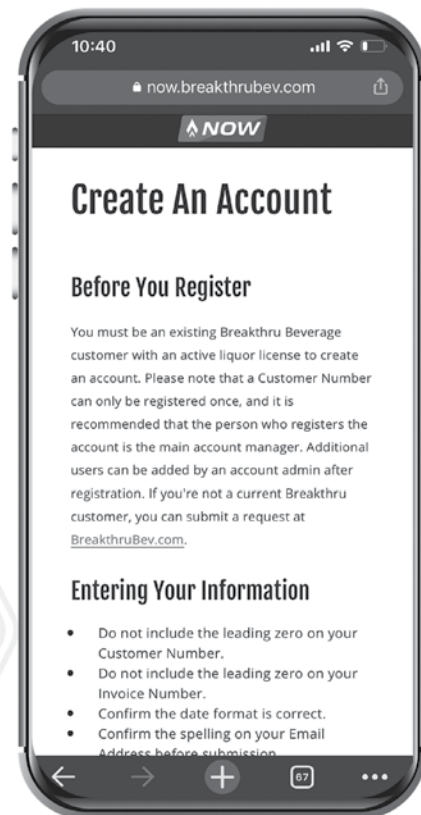 10:40
now.breakthrubev.com
NOW
Create An Account
Before You Register
You must be an existing Breakthru Beverage
customer with an active liquor license to create
an account. Please note that a Customer Number
can only be registered once, and it is
recommended that the person who registers the
account is the main account manager. Additional
users can be added by an account admin after
registration. If you're not a current Breakthru
customer, you can submit a request at
BreakthruBev.com.
Entering Your Information
• Do not include the leading zero on your
Customer Number.
• Do not include the leading zero on your
Invoice Number.
• Confirm the date format is correct.
• Confirm the spelling on your Email
Address before submission
67